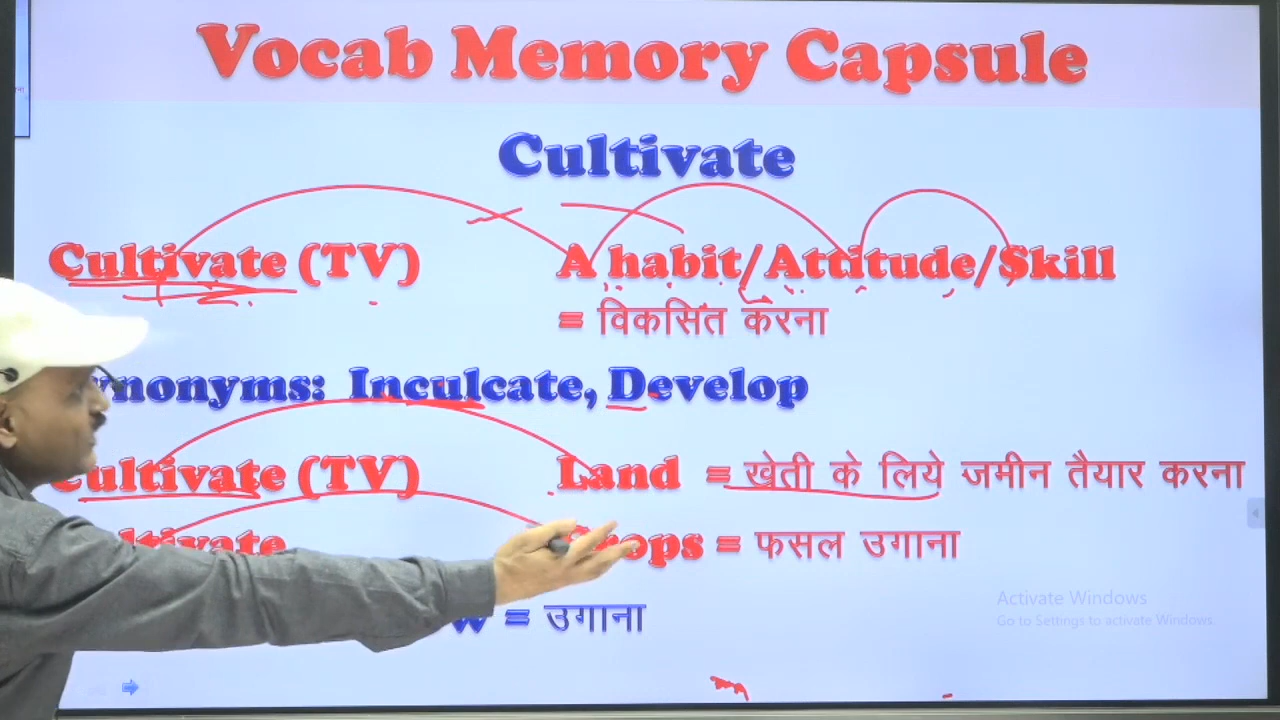 Vocab Memory Capsule
Cultivate
Cultivate (TV) A habit/Attitude/Skill
= विकसित करना
Inculcate, Develop
Cultivate (TV) Land = खेती के लिये जमीन तैयार करना
Crops = फसल उगाना
= उगाना
Activate Windows
Go to Settings to activate Windows.